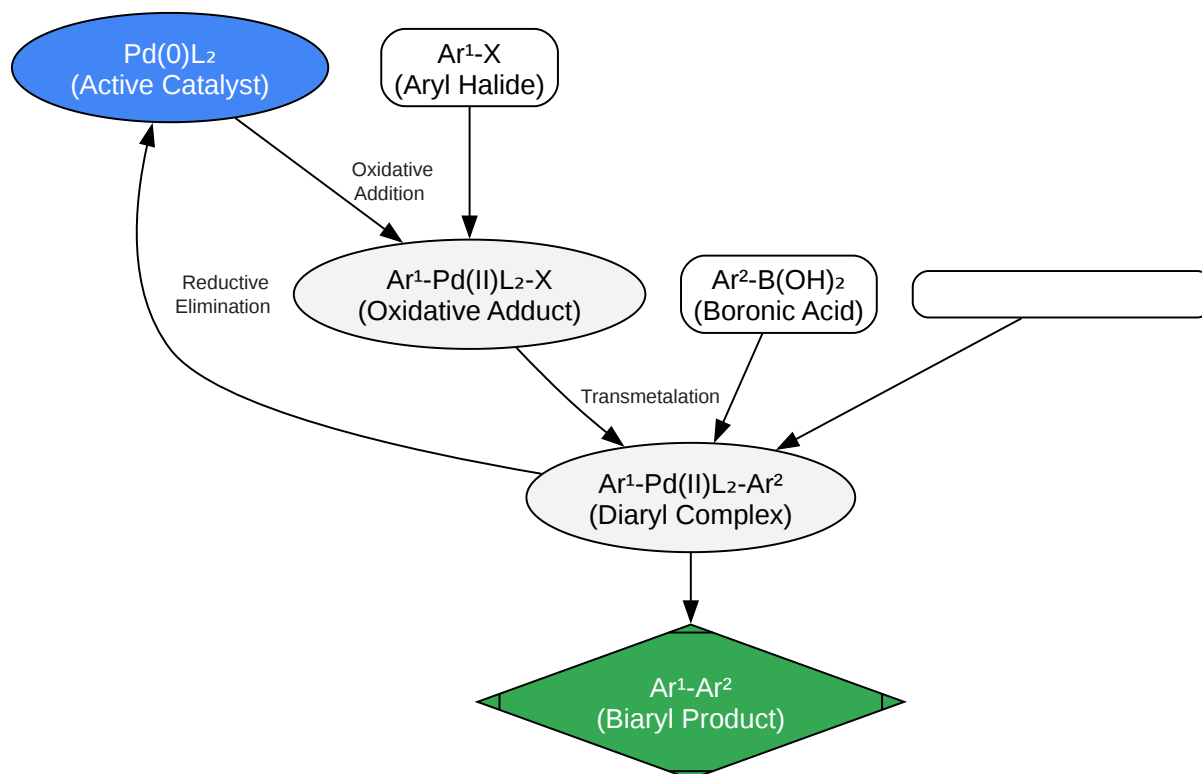 Pd(0)L₂
(Active Catalyst)
Ar¹-X
(Aryl Halide)
Oxidative
Addition
Reductive
Elimination
Ar¹-Pd(II)L₂-X
(Oxidative Adduct)
Ar²-B(OH)₂
(Boronic Acid)
Transmetalation
Ar¹-Pd(II)L₂-Ar²
(Diaryl Complex)
Ar¹-Ar²
(Biaryl Product)